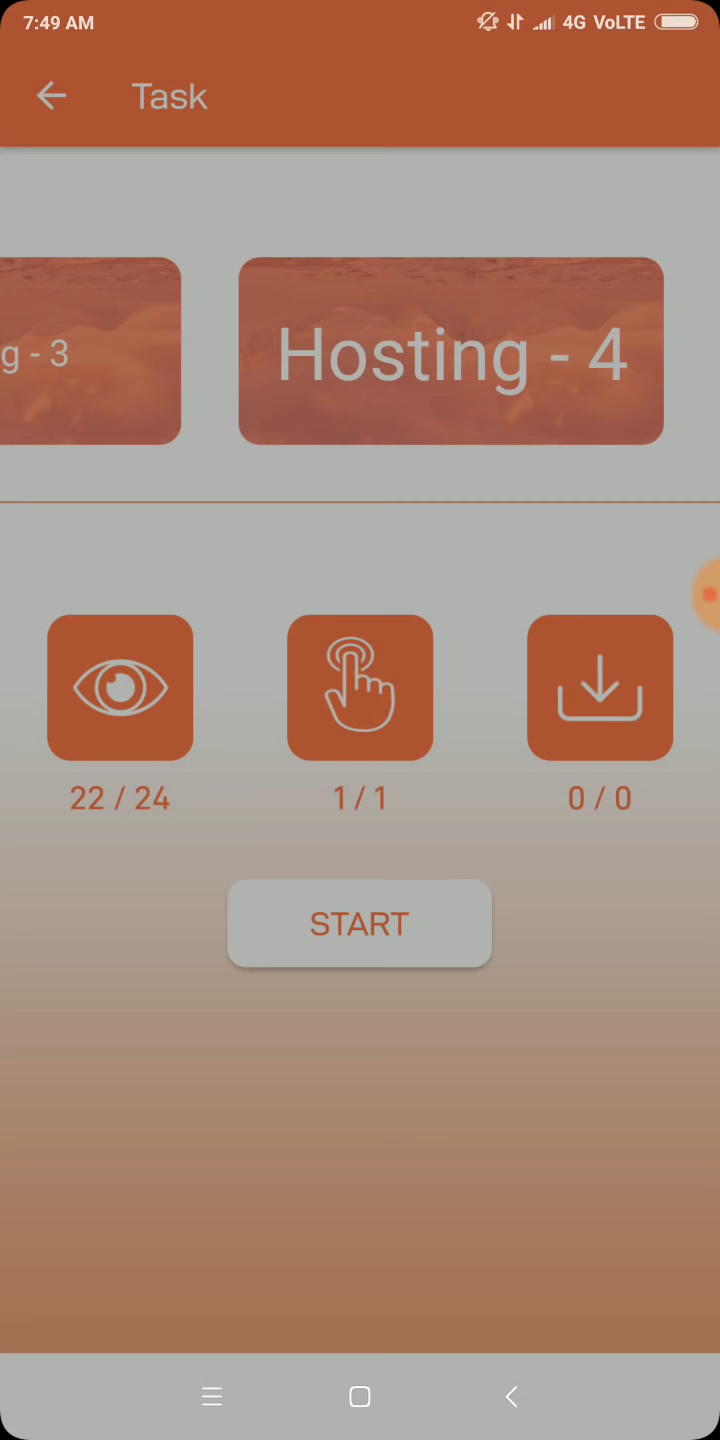 7:49 AM
4G VoLTE
Task
g - 3
Hosting - 4
22 / 24
1 / 1
0 / 0
START